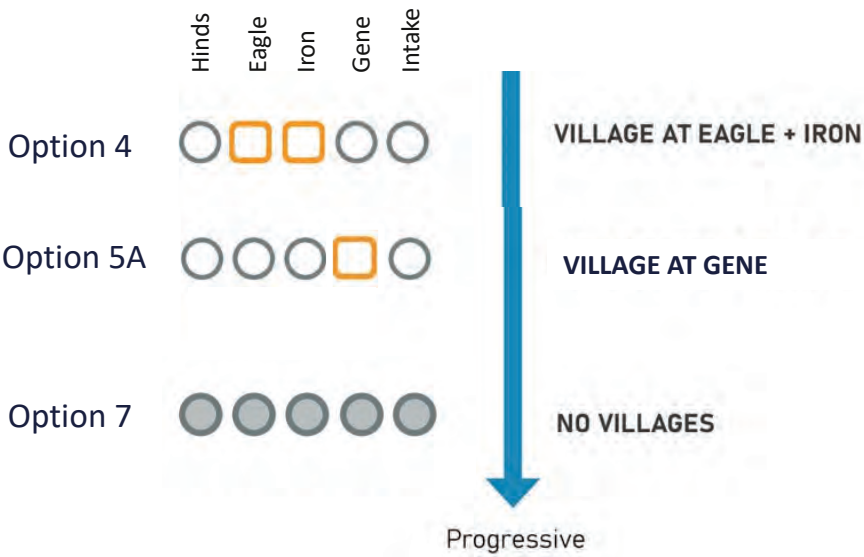 Hinds
Eagle
Iron
Gene
Intake
Option 4
VILLAGE AT EAGLE + IRON
Option 5A
VILLAGE AT GENE
Option 7
NO VILLAGES
Progressive